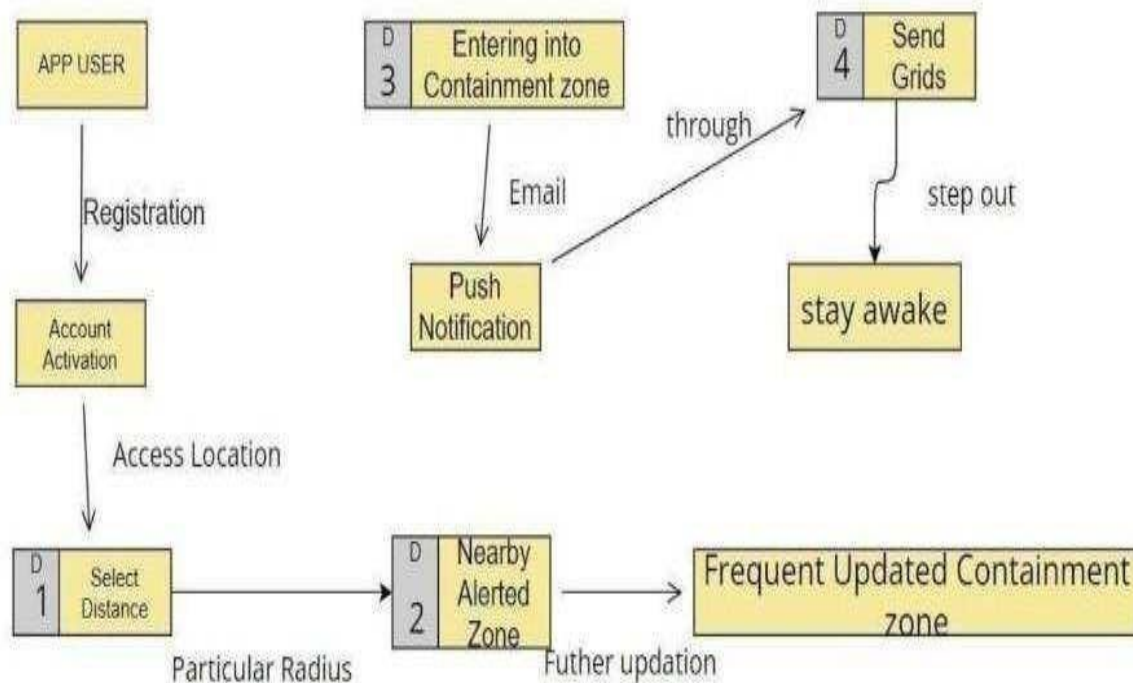 APP USER
Registration
Account
Activation
Access Location
D
1
Select
Distance
Particular Radius
D
2
Nearby
Alerted
Zone
Futher updation
Frequent Updated Containment
zone
D
3
Entering into
Containment zone
Email
Push
Notification
through
D
4
Send
Grids
step out
stay awake